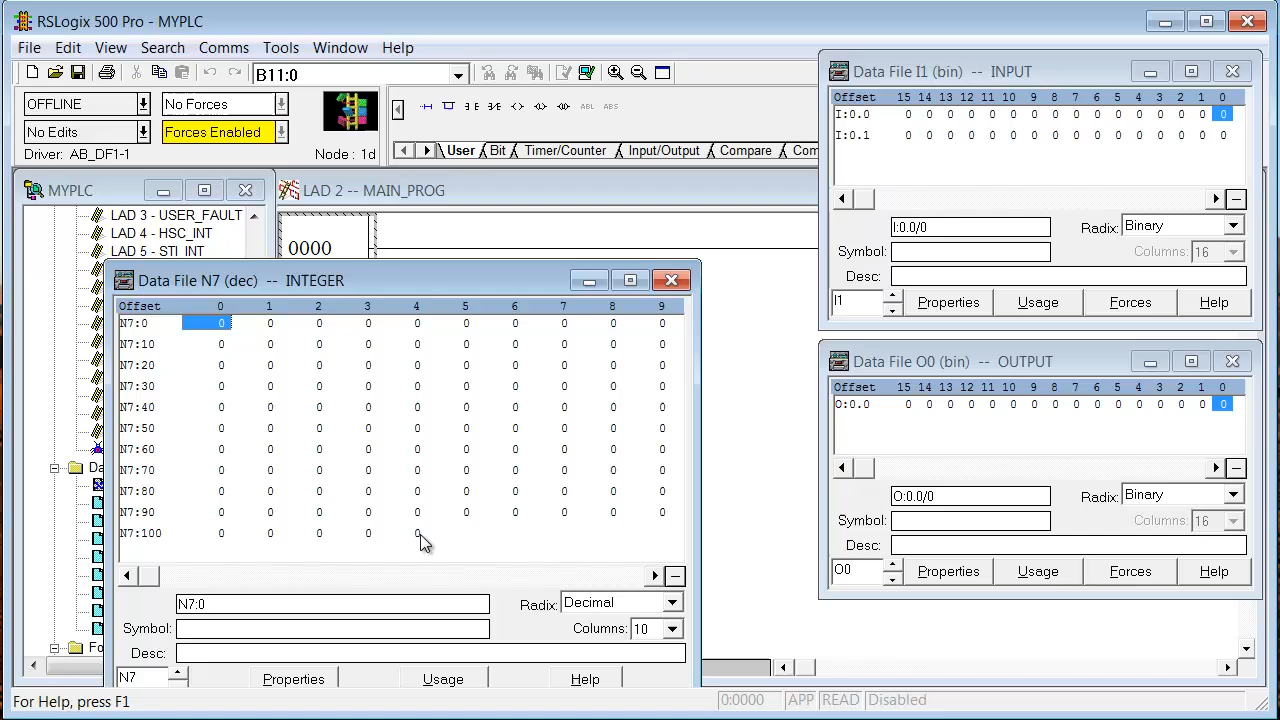 RSLogix 500 Pro - MYPLC
File Edit View Search Comms Tools Window Help
B11:0
OFFLINE No Forces
No Edits Forces Enabled
Driver: AB_DF1-1 Node : 1d
ABL ABS
User Bit Timer/Counter Input/Output Compare Com
MYPLC
LAD 3 - USER_FAULT
LAD 4 - HSC_INT
LAD 5 - STI_INT
Da
Fo
LAD 2 -- MAIN_PROG
0000
Data File N7 (dec) -- INTEGER
Offset 0 1 2 3 4 5 6 7 8 9
N7:0 0 0 0 0 0 0 0 0 0 0
N7:10 0 0 0 0 0 0 0 0 0 0
N7:20 0 0 0 0 0 0 0 0 0 0
N7:30 0 0 0 0 0 0 0 0 0 0
N7:40 0 0 0 0 0 0 0 0 0 0
N7:50 0 0 0 0 0 0 0 0 0 0
N7:60 0 0 0 0 0 0 0 0 0 0
N7:70 0 0 0 0 0 0 0 0 0 0
N7:80 0 0 0 0 0 0 0 0 0 0
N7:90 0 0 0 0 0 0 0 0 0 0
N7:100 0 0 0 0 0
N7:0 Radix: Decimal
Symbol: Columns: 10
Desc:
N7 Properties Usage Help
Data File I1 (bin) -- INPUT
Offset 15 14 13 12 11 10 9 8 7 6 5 4 3 2 1 0
I:0.0 0 0 0 0 0 0 0 0 0 0 0 0 0 0 0 0
I:0.1 0 0 0 0 0 0 0 0 0 0 0 0 0 0 0 0
I:0.0/0 Radix: Binary
Symbol: Columns: 16
Desc:
I1 Properties Usage Forces Help
Data File O0 (bin) -- OUTPUT
Offset 15 14 13 12 11 10 9 8 7 6 5 4 3 2 1 0
O:0.0 0 0 0 0 0 0 0 0 0 0 0 0 0 0 0 0
O:0.0/0 Radix: Binary
Symbol: Columns: 16
Desc:
O0 Properties Usage Forces Help
For Help, press F1 0:0000 APP READ Disabled